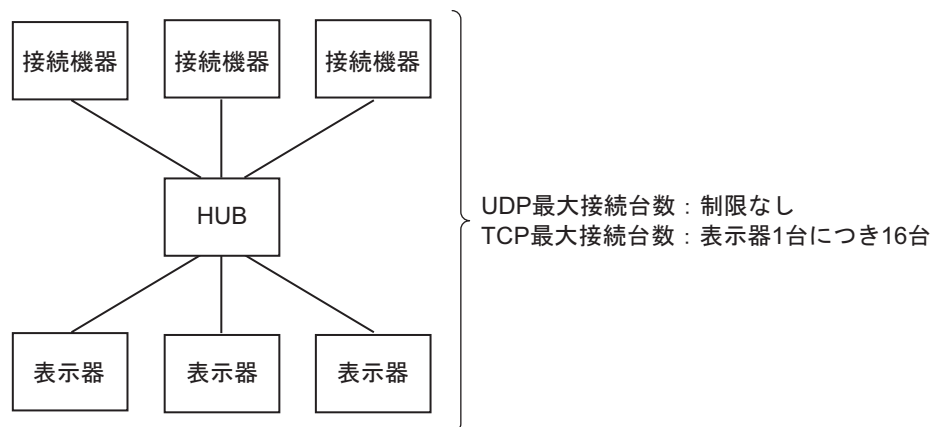 接続機器
接続機器
接続機器
HUB
UDP最大接続台数：制限なし
TCP最大接続台数：表示器1台につき16台
表示器
表示器
表示器